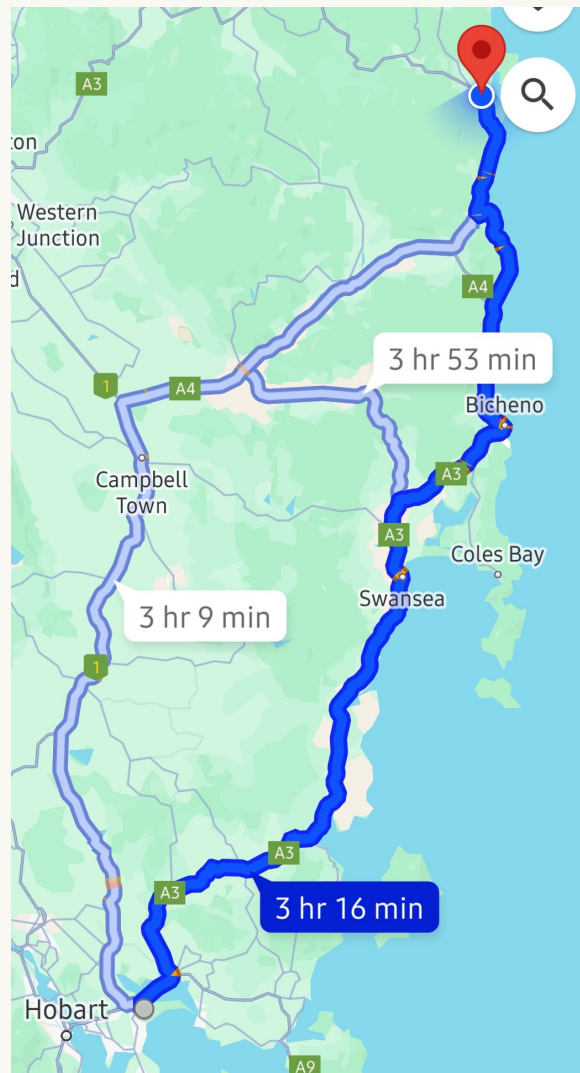 A3
ton
Western
Junction
d
A4
3 hr 53 min
1
A4
Bicheno
Campbell
Town
A3
A3
Coles Bay
Swansea
3 hr 9 min
1
A3
A3
3 hr 16 min
Hobart
A9